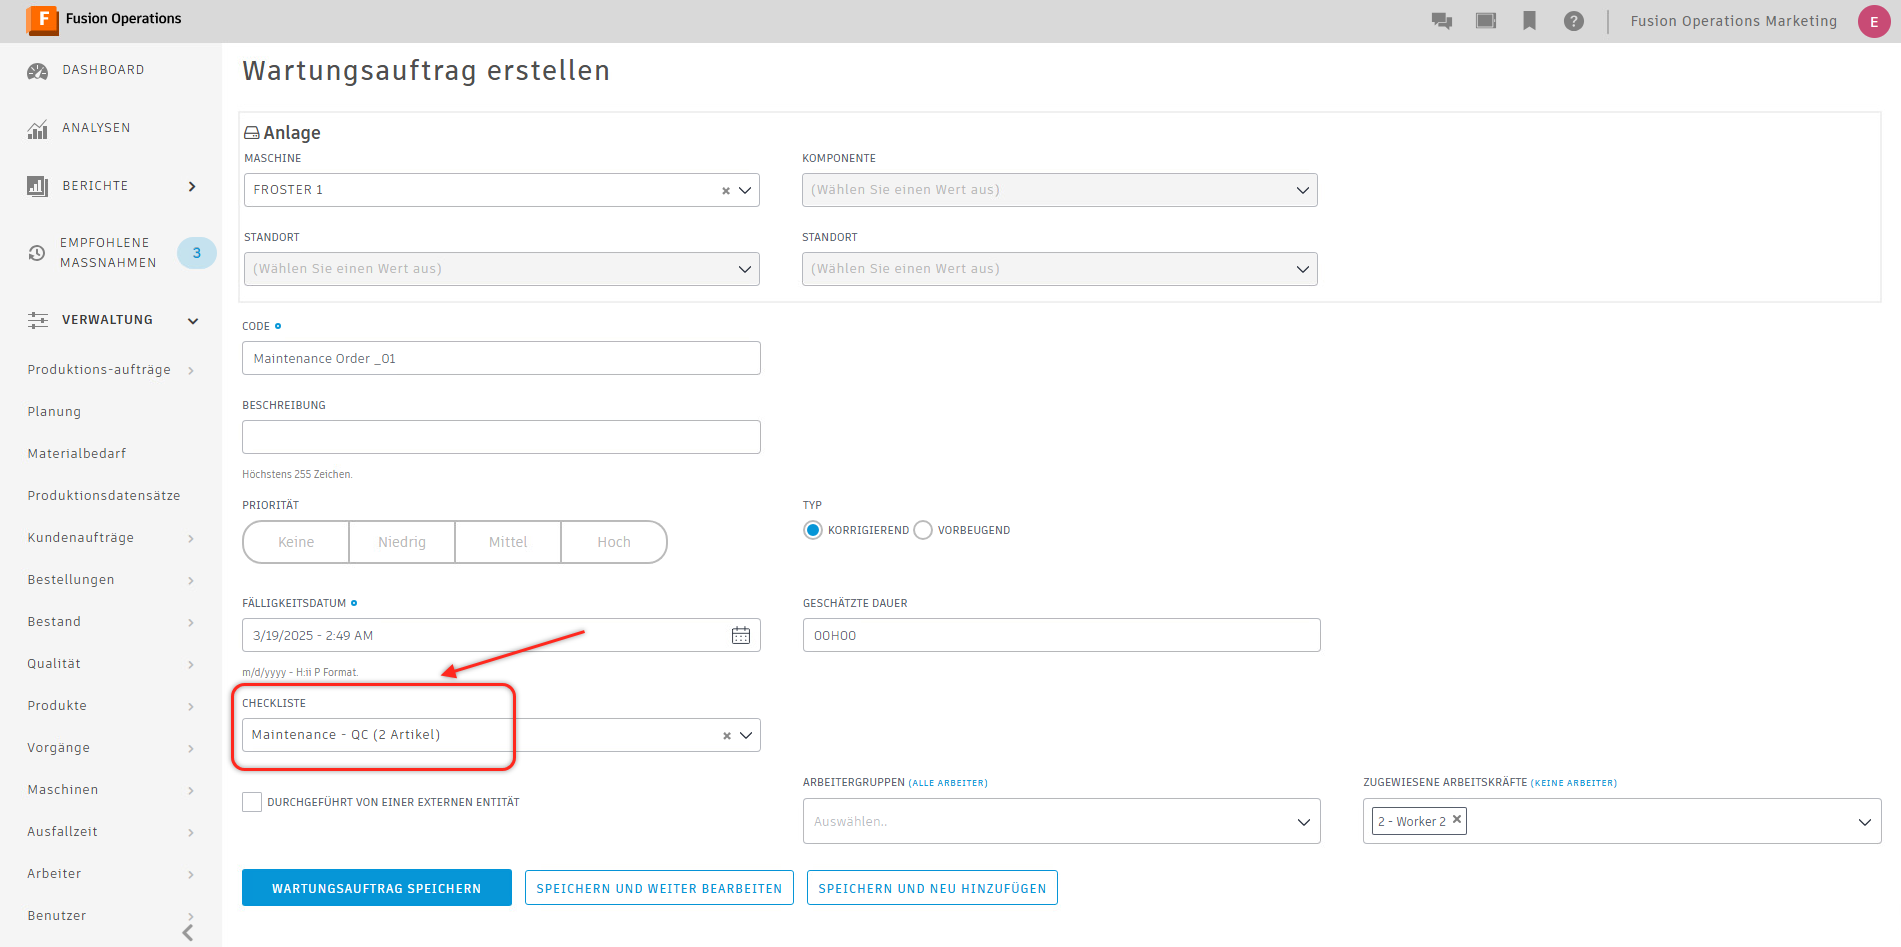 F Fusion Operations
Fusion Operations Marketing E
DASHBOARD
ANALYSEN
BERICHTE
EMPFOHLENE
MASSNAHMEN
3
VERWALTUNG
Produktions-aufträge
Planung
Materialbedarf
Produktionsdatensätze
Kundenaufträge
Bestellungen
Bestand
Qualität
Produkte
Vorgänge
Maschinen
Ausfallzeit
Arbeiter
Benutzer
Wartungsauftrag erstellen
Anlage
MASCHINE
FROSTER 1
KOMPONENTE
(Wählen Sie einen Wert aus)
STANDORT
(Wählen Sie einen Wert aus)
STANDORT
(Wählen Sie einen Wert aus)
CODE
Maintenance Order _01
BESCHREIBUNG
Höchstens 255 Zeichen.
PRIORITÄT
Keine Niedrig Mittel Hoch
TYP
KORRIGIEREND VORBEUGEND
FÄLLIGKEITSDATUM
3/19/2025 - 2:49 AM
m/d/yyyy - H:ii P Format.
GESCHÄTZTE DAUER
00H00
CHECKLISTE
Maintenance - QC (2 Artikel)
DURCHGEFÜHRT VON EINER EXTERNEN ENTITÄT
ARBEITERGRUPPEN (ALLE ARBEITER)
Auswählen..
ZUGEWIESENE ARBEITSKRÄFTE (KEINE ARBEITER)
2 - Worker 2
WARTUNGSAUFTRAG SPEICHERN
SPEICHERN UND WEITER BEARBEITEN
SPEICHERN UND NEU HINZUFÜGEN